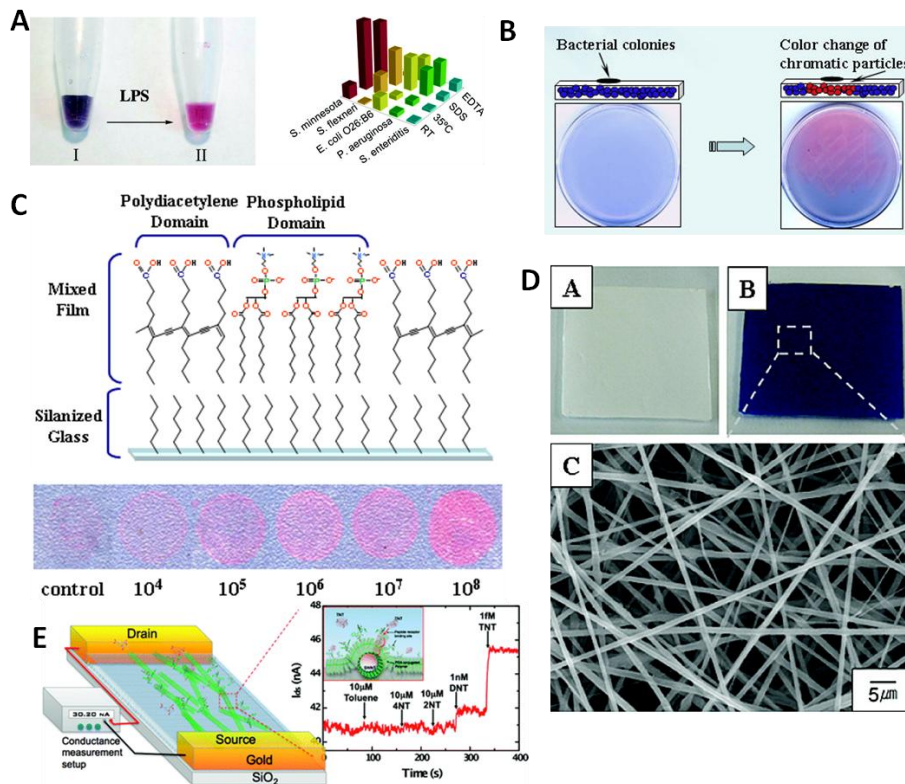 A
LPS
I
II
S. minnesota
S. flexneri
E. coli O26:B6
P. aeruginosa
S. enteriditis
RT
35°C
SDS
EDTA
B
Bacterial colonies
Color change of
chromatic particles
C
Polydiacetylene
Domain
Phospholipid
Domain
Mixed
Film
Silanized
Glass
control 10⁴ 10⁵ 10⁶ 10⁷ 10⁸
D
A
B
C
5㎛
E
Drain
30.20 nA
Conductance
measurement
setup
Source
Gold
SiO₂
48
46
44
42
40
Time (s)
0 100 200 300 400
10μM
Toluene
10μM
4NT
10μM
2NT
1nM
DNT
1fM
TNT
TNT
TNT